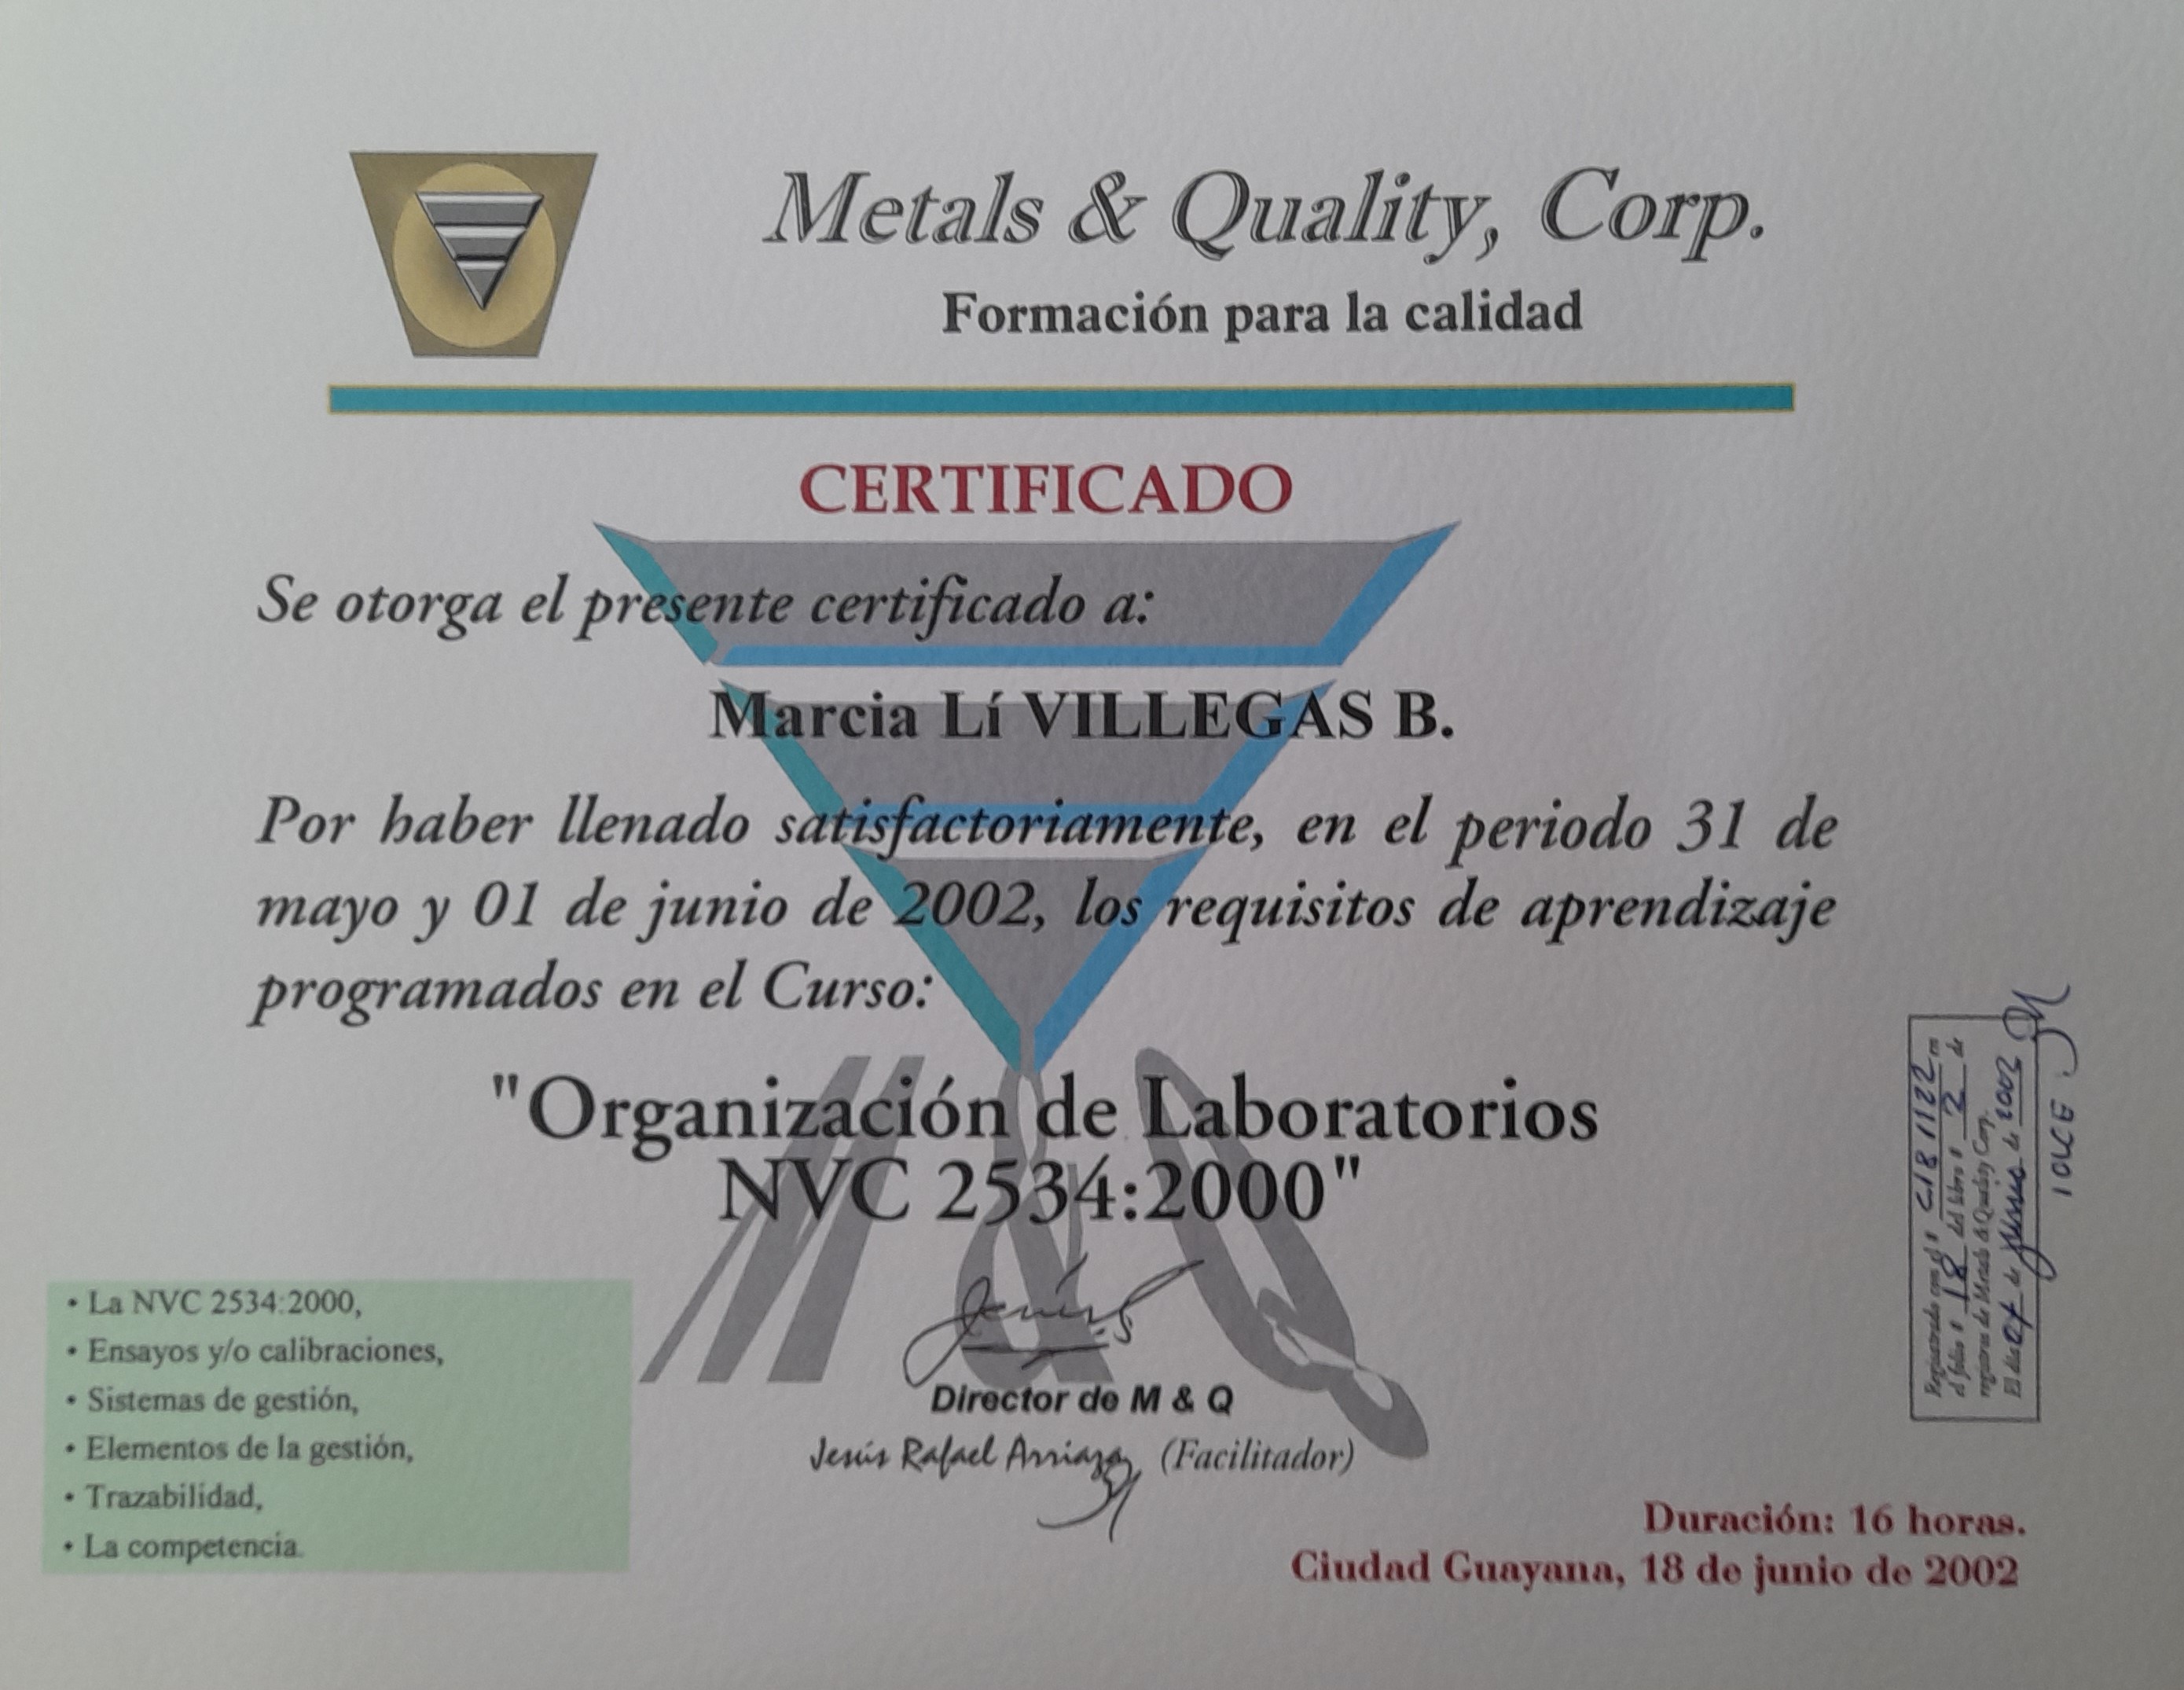 Metals & Quality, Corp.
Formación para la calidad
CERTIFICADO
Se otorga el presente certificado a:
Marcia Lí VILLEGAS B.
Por haber llenado satisfactoriamente, en el periodo 31 de
mayo y 01 de junio de 2002, los requisitos de aprendizaje
programados en el Curso:
"Organización de Laboratorios
NVC 2534:2000"
M & Q
• La NVC 2534:2000,
• Ensayos y/o calibraciones,
• Sistemas de gestión,
• Elementos de la gestión,
• Trazabilidad,
• La competencia.
Jesús
Director de M & Q
Jesús Rafael Arriaza (Facilitador)
Duración: 16 horas.
Ciudad Guayana, 18 de junio de 2002
Registrado con el # en
el folio # 18 del libro # 2 de
registros de Metals & Quality Corp.
El día de junio de 2002